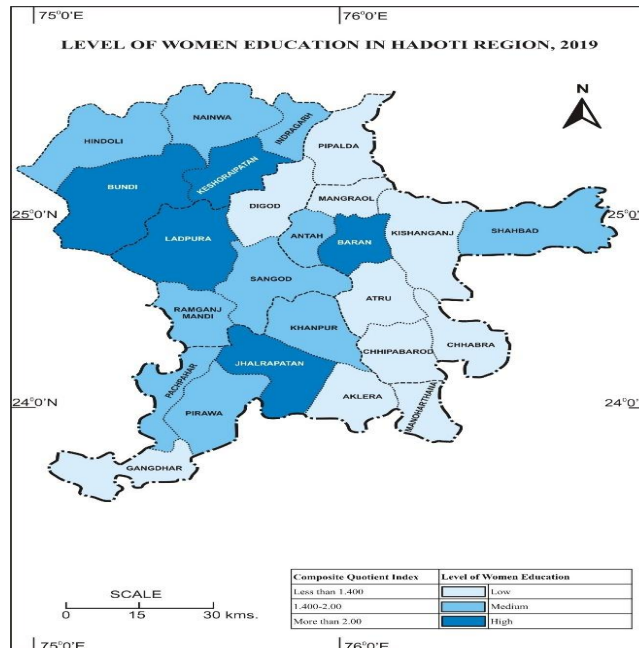 75°0'E 76°0'E
LEVEL OF WOMEN EDUCATION IN HADOTI REGION, 2019
N
NAINWA
INDRAGARH
HINDOLI
PIPALDA
KESHORAIPATAN
BUNDI
DIGOD
MANGRAOL
25°0'N 25°0'N
LADPURA
ANTAH
BARAN
KISHANGANJ
SHAHBAD
SANGOD
ATRU
RAMGANJ
MANDI
KHANPUR
CHHIPABAROD
CHHABRA
JHALRAPATAN
PACHPAHAR
24°0'N 24°0'N
PIRAWA
AKLERA
MANOHARTHANA
GANGDHAR
Composite Quotient Index Level of Women Education
Less than 1.400 Low
1.400-2.00 Medium
More than 2.00 High
SCALE
0 15 30 kms.
75°0'E 76°0'E